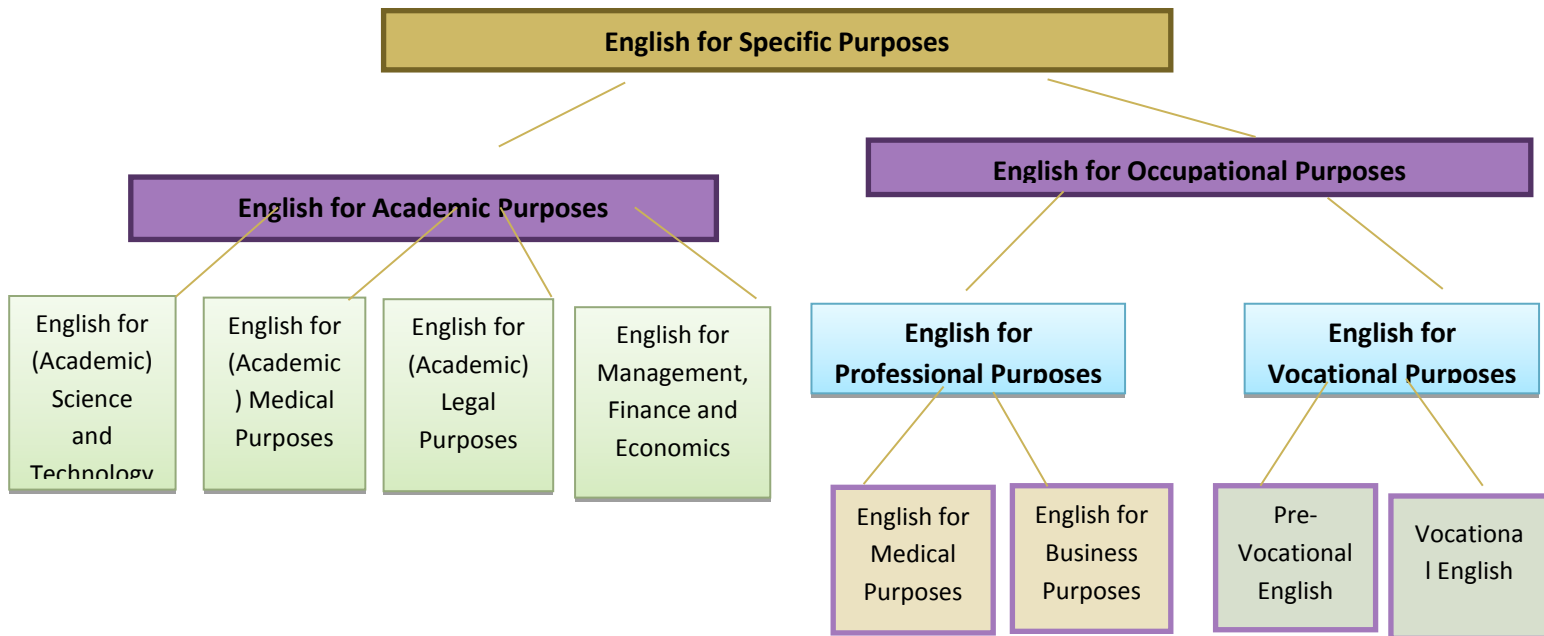 English for Specific Purposes
English for Occupational Purposes
English for Academic Purposes
English for
(Academic)
Science
and
Technology
English for
(Academic
) Medical
Purposes
English for
(Academic)
Legal
Purposes
English for
Management,
Finance and
Economics
English for
Professional Purposes
English for
Vocational Purposes
English for
Medical
Purposes
English for
Business
Purposes
Pre-
Vocational
English
Vocationa
l English